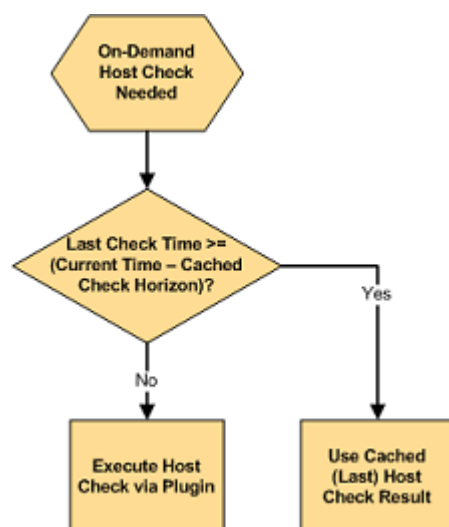 On-Demand
Host Check
Needed
Last Check Time >=
(Current Time – Cached
Check Horizon)?
Yes
No
Execute Host
Check via Plugin
Use Cached
(Last) Host
Check Result